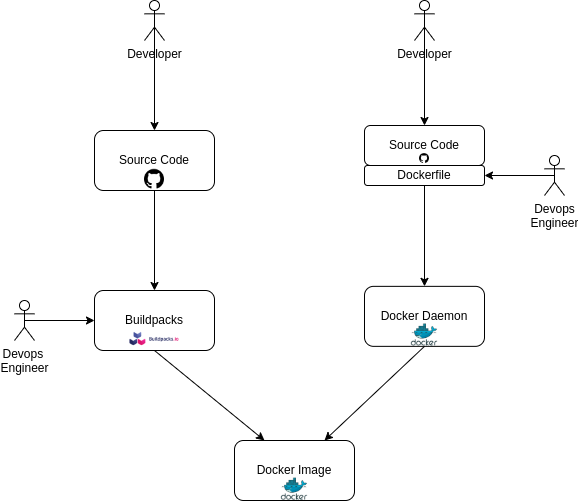 Developer
Developer
Source Code
Source Code
Dockerfile
Devops
Engineer
Buildpacks
Buildpacks.io
Devops
Engineer
Docker Daemon
docker
Docker Image
docker